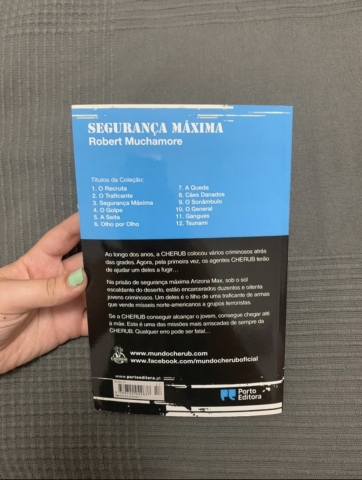 SEGURANÇA MÁXIMA
Robert Muchamore
Títulos da Coleção:
1. O Recruta
2. O Traficante
3. Segurança Máxima
4. O Golpe
5. A Seita
6. Olho por Olho
7. A Queda
8. Cães Danados
9. O Sonâmbulo
10. O General
11. Gangues
12. Tsunami
Ao longo dos anos, a CHERUB colocou vários criminosos atrás
das grades. Agora, pela primeira vez, os agentes CHERUB terão
de ajudar um deles a fugir...
Na prisão de segurança máxima Arizona Max, sob o sol
escaldante do deserto, estão encarcerados duzentos e oitenta
jovens criminosos. Um deles é o filho de uma traficante de armas
que vende mísseis norte-americanos a grupos terroristas.
Se a CHERUB conseguir alcançar o jovem, consegue chegar até
à mãe. Esta é uma das missões mais arriscadas de sempre da
CHERUB. Qualquer erro pode ser fatal...
www.mundocherub.com
www.facebook.com/mundocheruboficial
www.portoeditora.pt
Porto
Editora